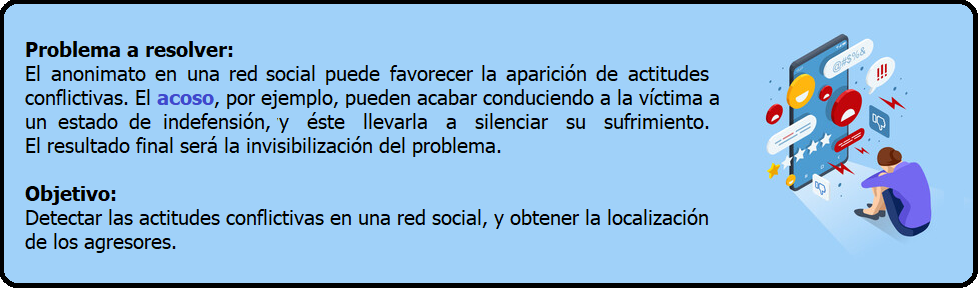 Problema a resolver:
El anonimato en una red social puede favorecer la aparición de actitudes
conflictivas. El acoso, por ejemplo, pueden acabar conduciendo a la víctima a
un estado de indefensión, y éste llevarla a silenciar su sufrimiento.
El resultado final será la invisibilización del problema.
Objetivo:
Detectar las actitudes conflictivas en una red social, y obtener la localización
de los agresores.
@#$%&
!!!